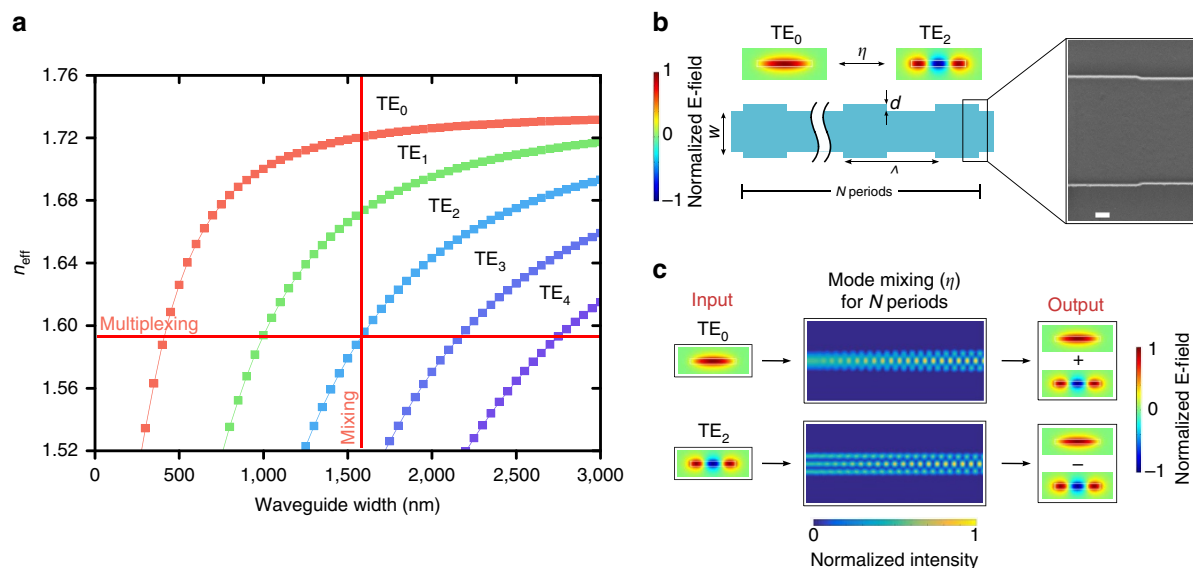 a
1.76
1.72
1.68
1.64
1.60
1.56
1.52
n_eff
TE0
TE1
TE2
TE3
TE4
Multiplexing
Mixing
0
500
1,000
1,500
2,000
2,500
3,000
Waveguide width (nm)
b
1
0
−1
Normalized E-field
TE0
η
TE2
d
w
Λ
N periods
c
Input
Mode mixing (η)
for N periods
Output
TE0
+
TE2
−
0
1
Normalized intensity
1
0
−1
Normalized E-field